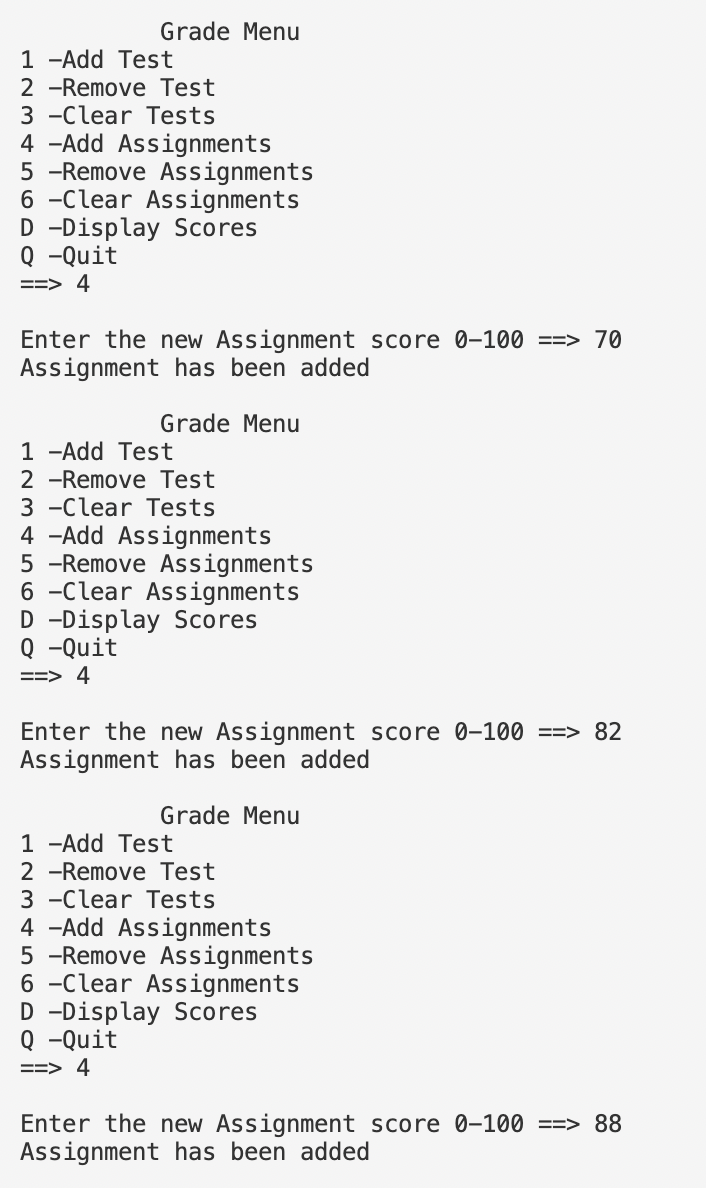 Grade Menu
1 -Add Test
2 -Remove Test
3 -Clear Tests
4 -Add Assignments
5 -Remove Assignments
6 -Clear Assignments
D -Display Scores
Q -Quit
==> 4
Enter the new Assignment score 0-100 ==> 70
Assignment has been added
Grade Menu
1 -Add Test
2 -Remove Test
3 -Clear Tests
4 -Add Assignments
5 -Remove Assignments
6 -Clear Assignments
D -Display Scores
Q -Quit
==> 4
Enter the new Assignment score 0-100 ==> 82
Assignment has been added
Grade Menu
1 -Add Test
2 -Remove Test
3 -Clear Tests
4 -Add Assignments
5 -Remove Assignments
6 -Clear Assignments
D -Display Scores
Q -Quit
==> 4
Enter the new Assignment score 0-100 ==> 88
Assignment has been added